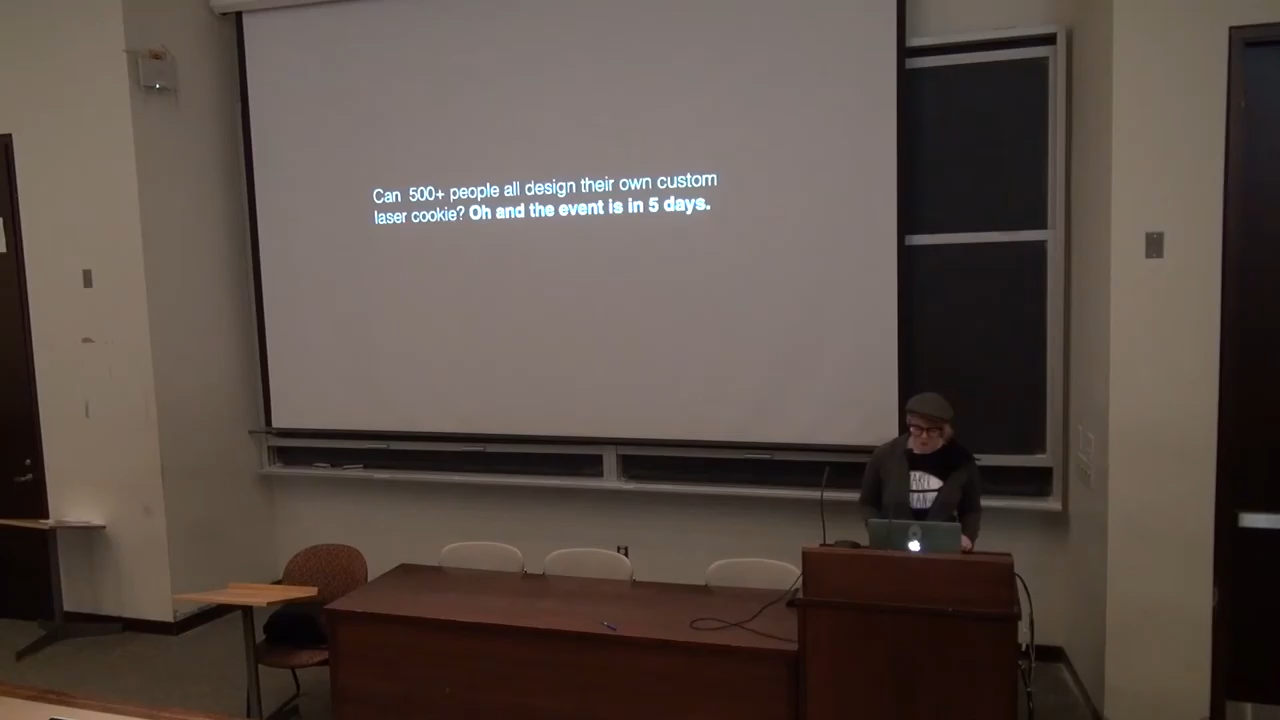 Can 500+ people all design their own custom
laser cookie? Oh and the event is in 5 days.